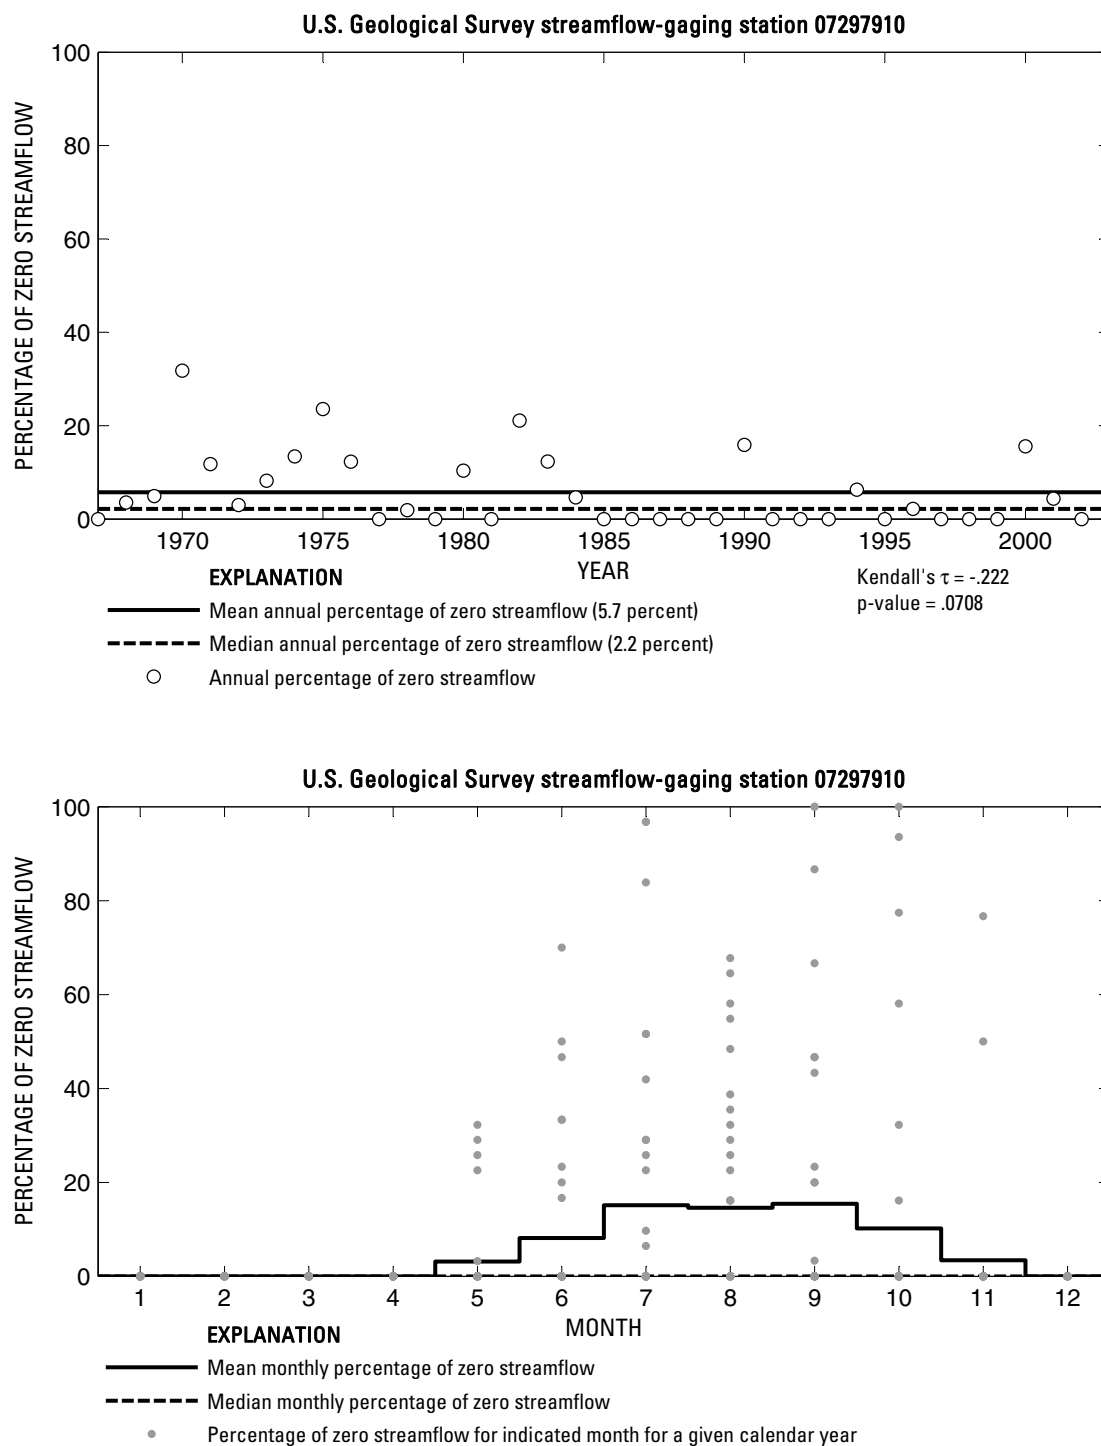 U.S. Geological Survey streamflow-gaging station 07297910
PERCENTAGE OF ZERO STREAMFLOW
100
80
60
40
20
0
1970 1975 1980 1985 1990 1995 2000
YEAR
EXPLANATION
Kendall's τ = -.222
p-value = .0708
Mean annual percentage of zero streamflow (5.7 percent)
Median annual percentage of zero streamflow (2.2 percent)
Annual percentage of zero streamflow
U.S. Geological Survey streamflow-gaging station 07297910
PERCENTAGE OF ZERO STREAMFLOW
100
80
60
40
20
0
1 2 3 4 5 6 7 8 9 10 11 12
MONTH
EXPLANATION
Mean monthly percentage of zero streamflow
Median monthly percentage of zero streamflow
Percentage of zero streamflow for indicated month for a given calendar year